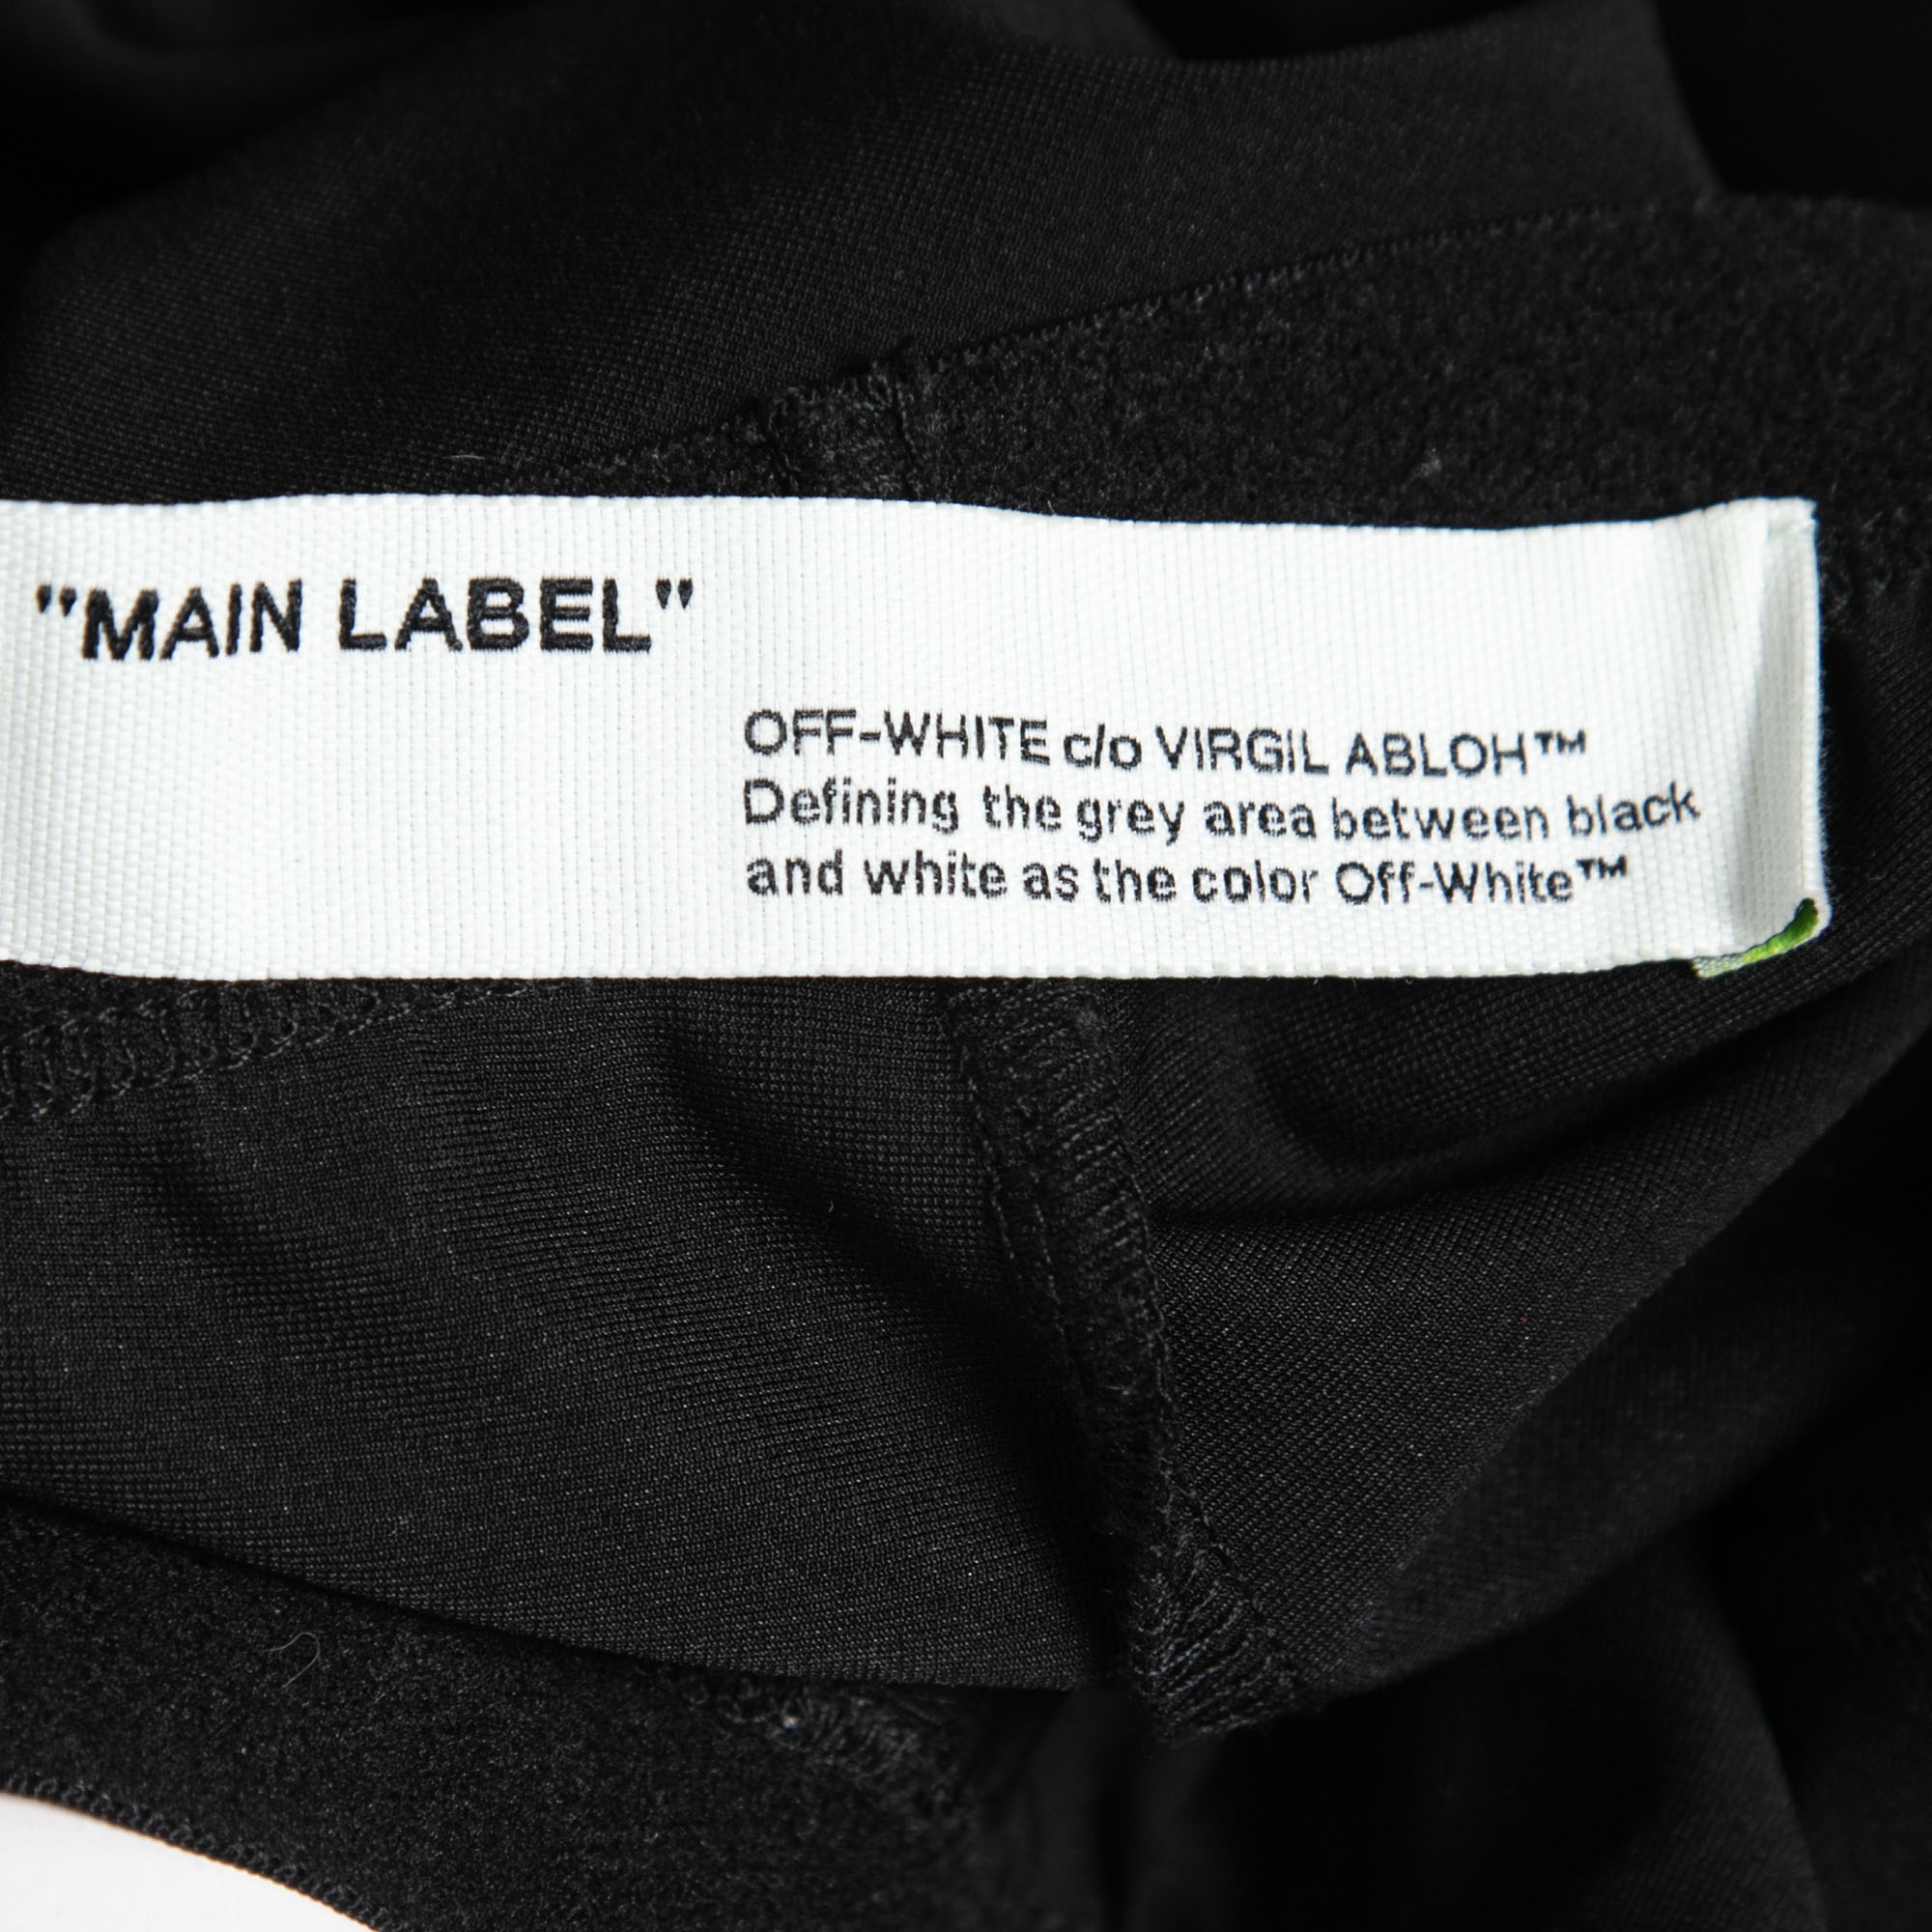 "MAIN LABEL"
OFF-WHITE c/o VIRGIL ABLOH™
Defining the grey area between black
and white as the color Off-White™